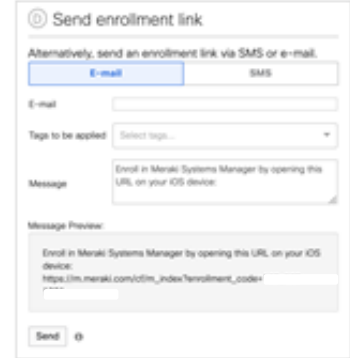 D Send enrollment link
Alternatively, send an enrollment link via SMS or e-mail.
E-mail SMS
E-mail
Tags to be applied Select tags...
Enroll in Meraki Systems Manager by opening this
URL on your iOS device:
Message
Message Preview:
Enroll in Meraki Systems Manager by opening this URL on your iOS
device:
https://m.meraki.com/ctf/m_index?enrollment_code=
Send